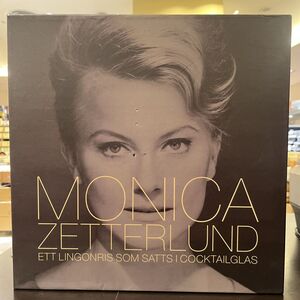 MONICA
ZETTERLUND
ETT LINGONRIS SOM SATTS I COCKTAILGLAS